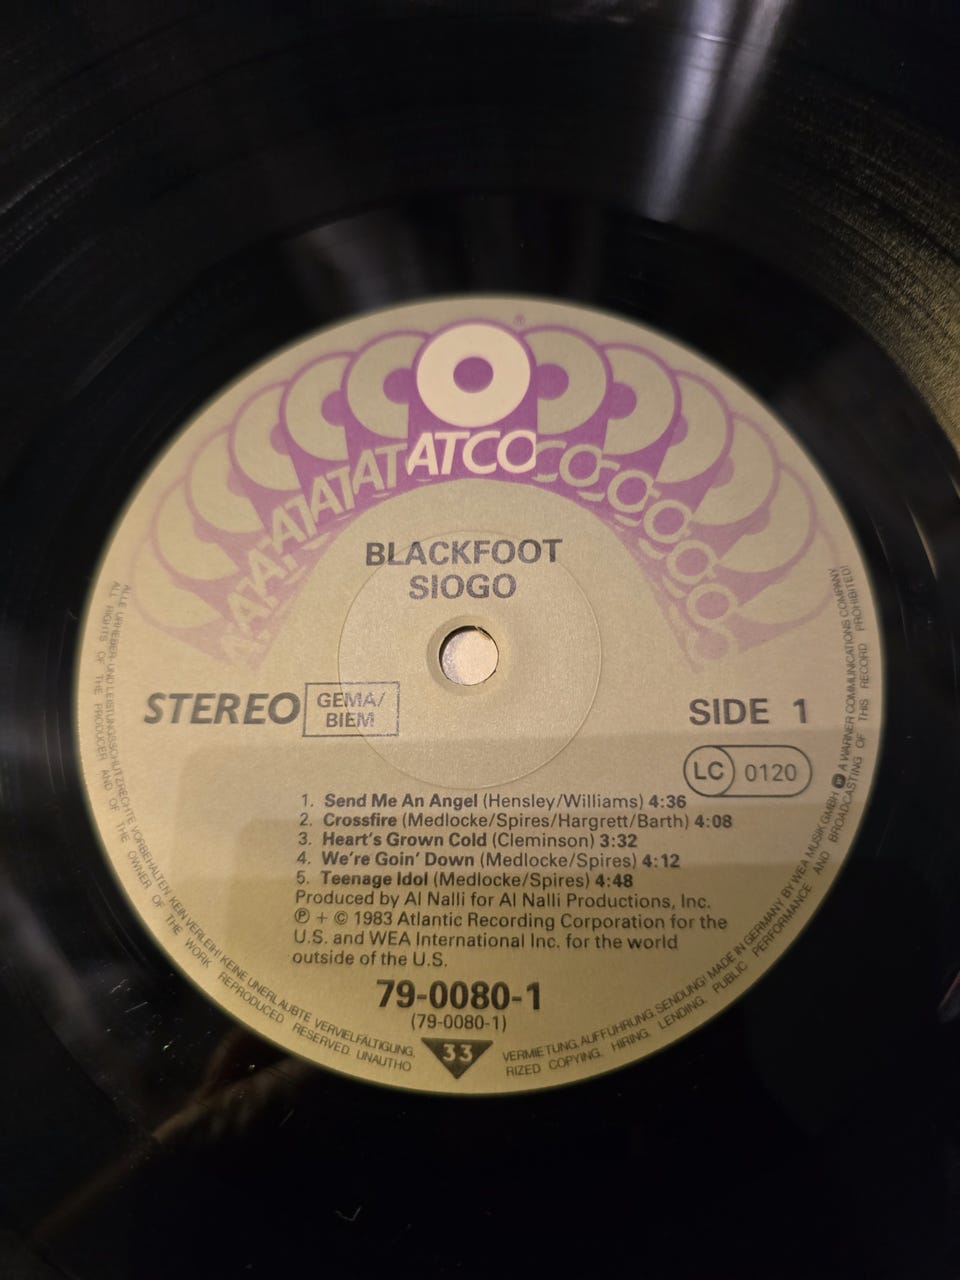 ®
ATCO
BLACKFOOT
SIOGO
STEREO
GEMA/
BIEM
SIDE 1
LC 0120
1. Send Me An Angel (Hensley/Williams) 4:36
2. Crossfire (Medlocke/Spires/Hargrett/Barth) 4:08
3. Heart's Grown Cold (Cleminson) 3:32
4. We're Goin' Down (Medlocke/Spires) 4:12
5. Teenage Idol (Medlocke/Spires) 4:48
Produced by Al Nalli for Al Nalli Productions, Inc.
℗ + © 1983 Atlantic Recording Corporation for the
U.S. and WEA International Inc. for the world
outside of the U.S.
79-0080-1
(79-0080-1)
33
ALLE URHEBER-UND LEISTUNGSSCHUTZRECHTE VORBEHALTEN. KEIN VERLEIH! KEINE UNERLAUBTE VERVIELFÄLTIGUNG, VERMIETUNG, AUFFÜHRUNG, SENDUNG! MADE IN GERMANY BY WEA MUSIK GMBH A WARNER COMMUNICATIONS COMPANY
ALL RIGHTS OF THE PRODUCER AND OF THE OWNER OF THE WORK REPRODUCED RESERVED. UNAUTHORIZED COPYING, HIRING, LENDING, PUBLIC PERFORMANCE AND BROADCASTING OF THIS RECORD PROHIBITED!